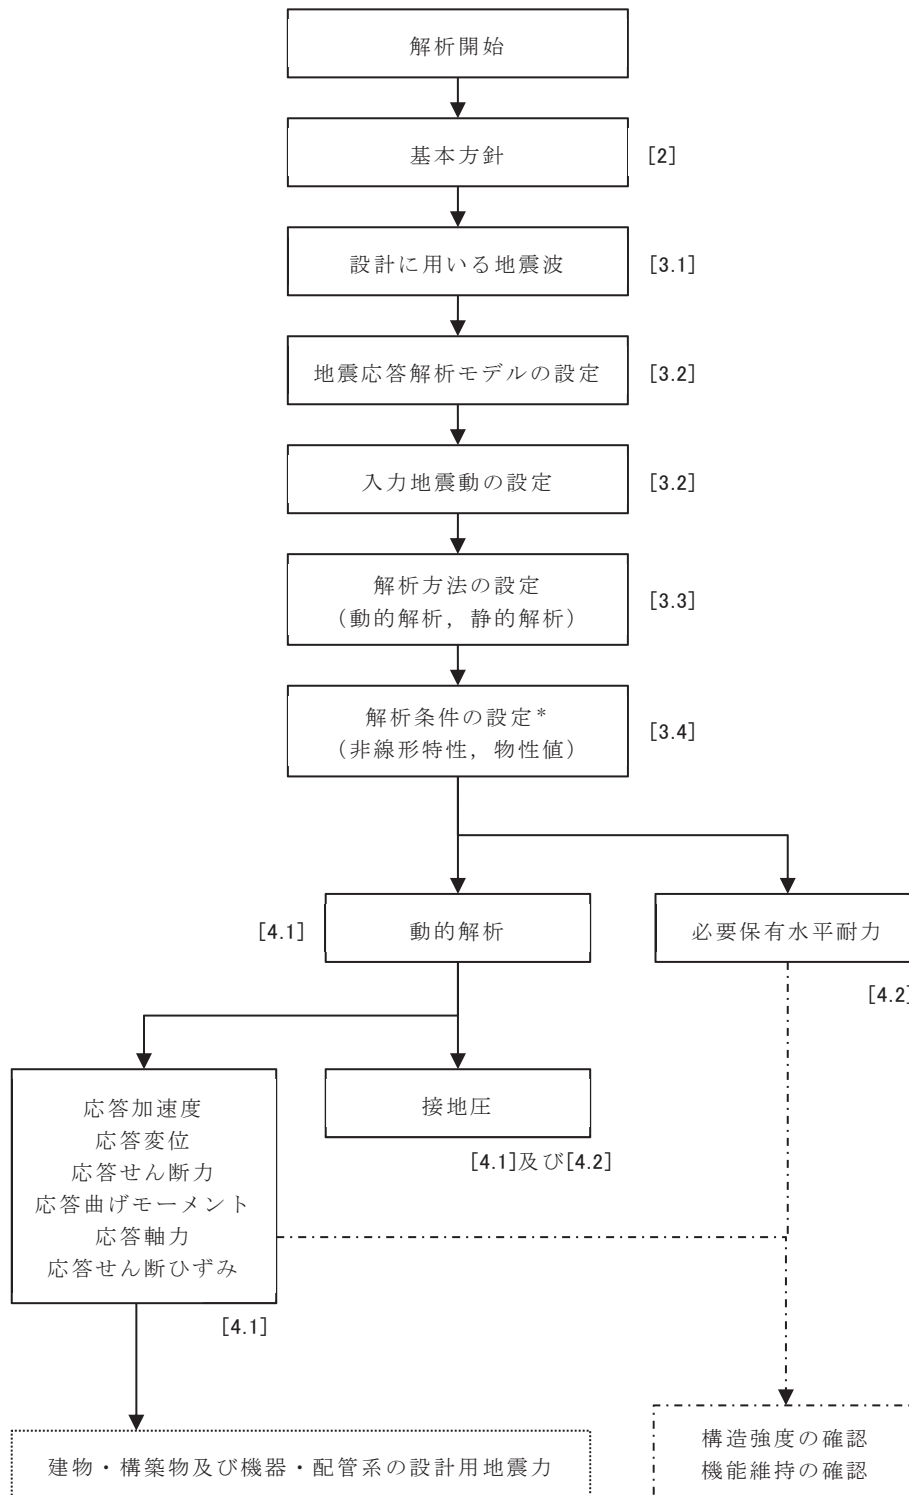 解析開始
基本方針
[2]
設計に用いる地震波
[3.1]
地震応答解析モデルの設定
[3.2]
入力地震動の設定
[3.2]
解析方法の設定
（動的解析，静的解析）
[3.3]
解析条件の設定*
（非線形特性，物性値）
[3.4]
[4.1]
動的解析
必要保有水平耐力
[4.2]
応答加速度
応答変位
応答せん断力
応答曲げモーメント
応答軸力
応答せん断ひずみ
[4.1]
接地圧
[4.1]及び[4.2]
建物・構築物及び機器・配管系の設計用地震力
構造強度の確認
機能維持の確認